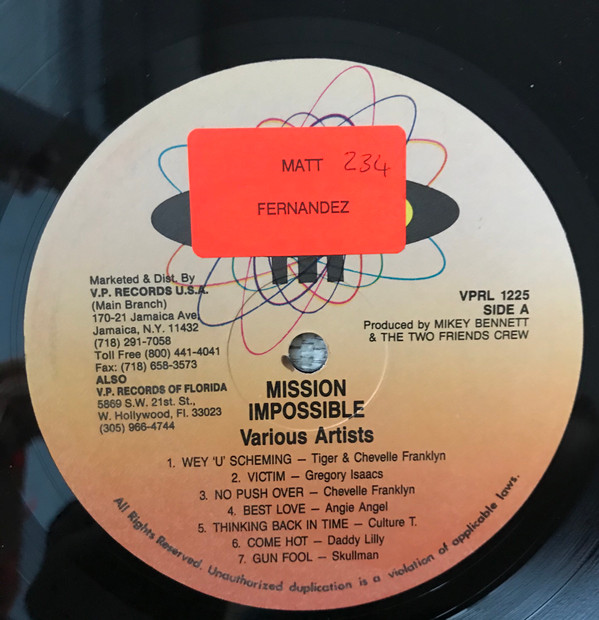 MATT 234
FERNANDEZ
Marketed & Dist. By
V.P. RECORDS U.S.A.
(Main Branch)
170-21 Jamaica Ave.
Jamaica, N.Y. 11432
(718) 291-7058
Toll Free (800) 441-4041
Fax: (718) 658-3573
ALSO
V.P. RECORDS OF FLORIDA
5869 S.W. 21st. St.,
W. Hollywood, Fl. 33023
(305) 966-4744
VPRL 1225
SIDE A
Produced by MIKEY BENNETT
& THE TWO FRIENDS CREW
MISSION
IMPOSSIBLE
Various Artists
1. WEY 'U' SCHEMING – Tiger & Chevelle Franklyn
2. VICTIM – Gregory Isaacs
3. NO PUSH OVER – Chevelle Franklyn
4. BEST LOVE – Angie Angel
5. THINKING BACK IN TIME – Culture T.
6. COME HOT – Daddy Lilly
7. GUN FOOL – Skullman
All Rights Reserved. Unauthorized duplication is a violation of applicable laws.